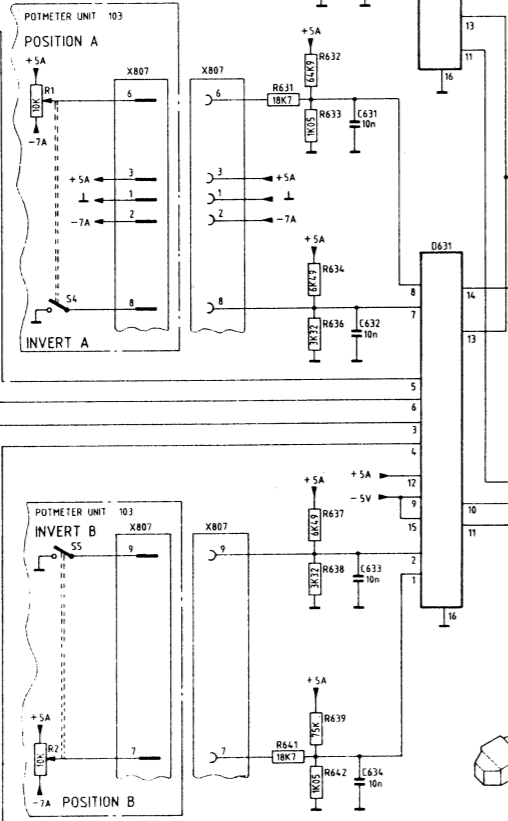 POTMETER UNIT 103
POSITION A
+5A
R1
10K
-7A
X807
6
+5A 3
⊥ 1
-7A 2
8
S4
INVERT A
X807
6
3 +5A
1 ⊥
2 -7A
8
+5A
64K9 R632
R631
18K7
1K05 R633
C631
10n
13
11
16
+5A
6K49 R634
3K32 R636
C632
10n
D631
8
7
14
13
5
6
3
4
+5A 12
-5V 9
15
10
11
2
1
16
POTMETER UNIT 103
INVERT B
S5
X807
9
X807
9
+5A
6K49 R637
3K32 R638
C633
10n
+5A
R2
10K
-7A
POSITION B
7
7
+5A
75K R639
R641
18K7
1K05 R642
C634
10n